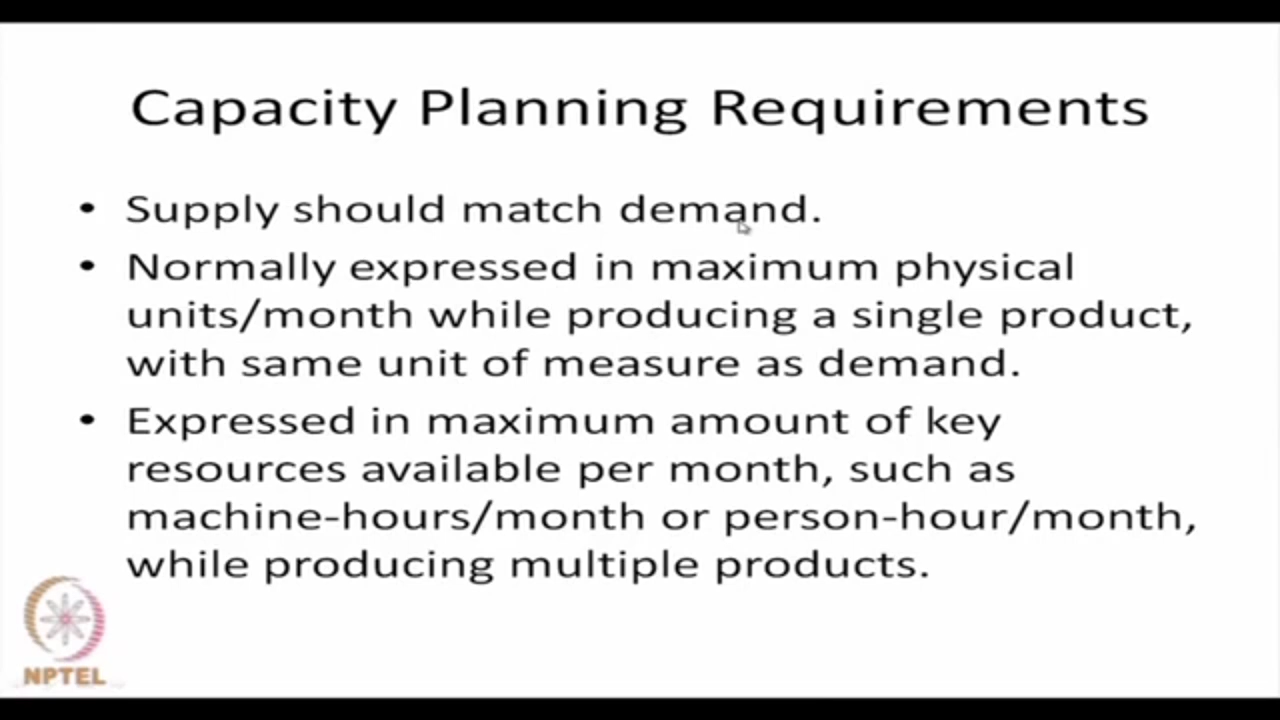 Capacity Planning Requirements
• Supply should match demand.
• Normally expressed in maximum physical
units/month while producing a single product,
with same unit of measure as demand.
• Expressed in maximum amount of key
resources available per month, such as
machine-hours/month or person-hour/month,
while producing multiple products.
NPTEL